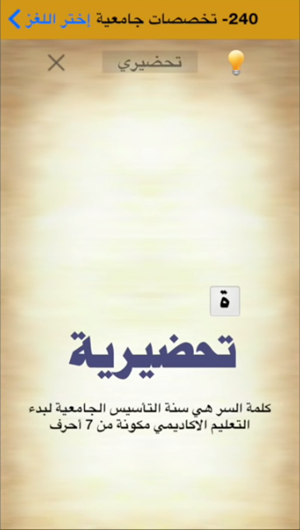 240- تخصصات جامعية إختر اللغز
تحضيري
ة
تحضيرية
كلمة السر هي سنة التأسيس الجامعية لبدء
التعليم الاكاديمي مكونة من 7 أحرف